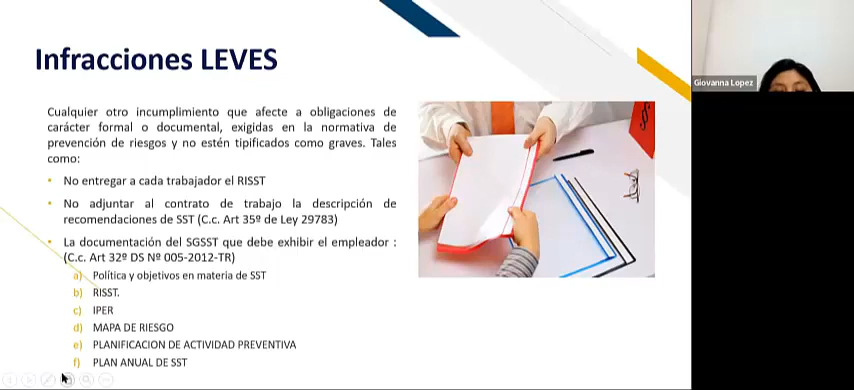 Infracciones LEVES
Giovanna Lopez
Cualquier otro incumplimiento que afecte a obligaciones de
carácter formal o documental, exigidas en la normativa de
prevención de riesgos y no estén tipificados como graves. Tales
como:
• No entregar a cada trabajador el RISST
• No adjuntar al contrato de trabajo la descripción de
recomendaciones de SST (C.c. Art 35º de Ley 29783)
• La documentación del SGSST que debe exhibir el empleador :
(C.c. Art 32º DS Nº 005-2012-TR)
a) Política y objetivos en materia de SST
b) RISST.
c) IPER
d) MAPA DE RIESGO
e) PLANIFICACION DE ACTIVIDAD PREVENTIVA
f) PLAN ANUAL DE SST